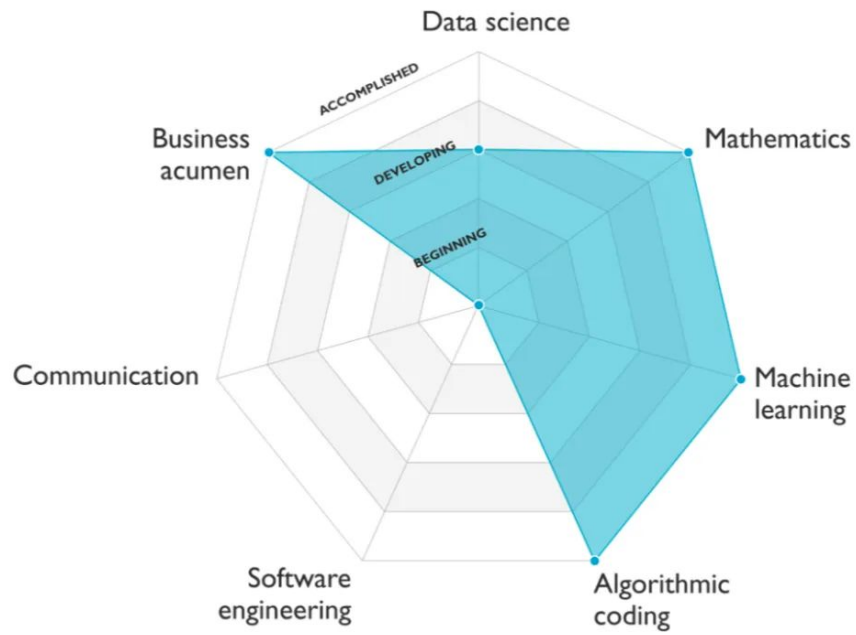 Data science
ACCOMPLISHED
Business
acumen
Mathematics
DEVELOPING
BEGINNING
Communication
Machine
learning
Software
engineering
Algorithmic
coding